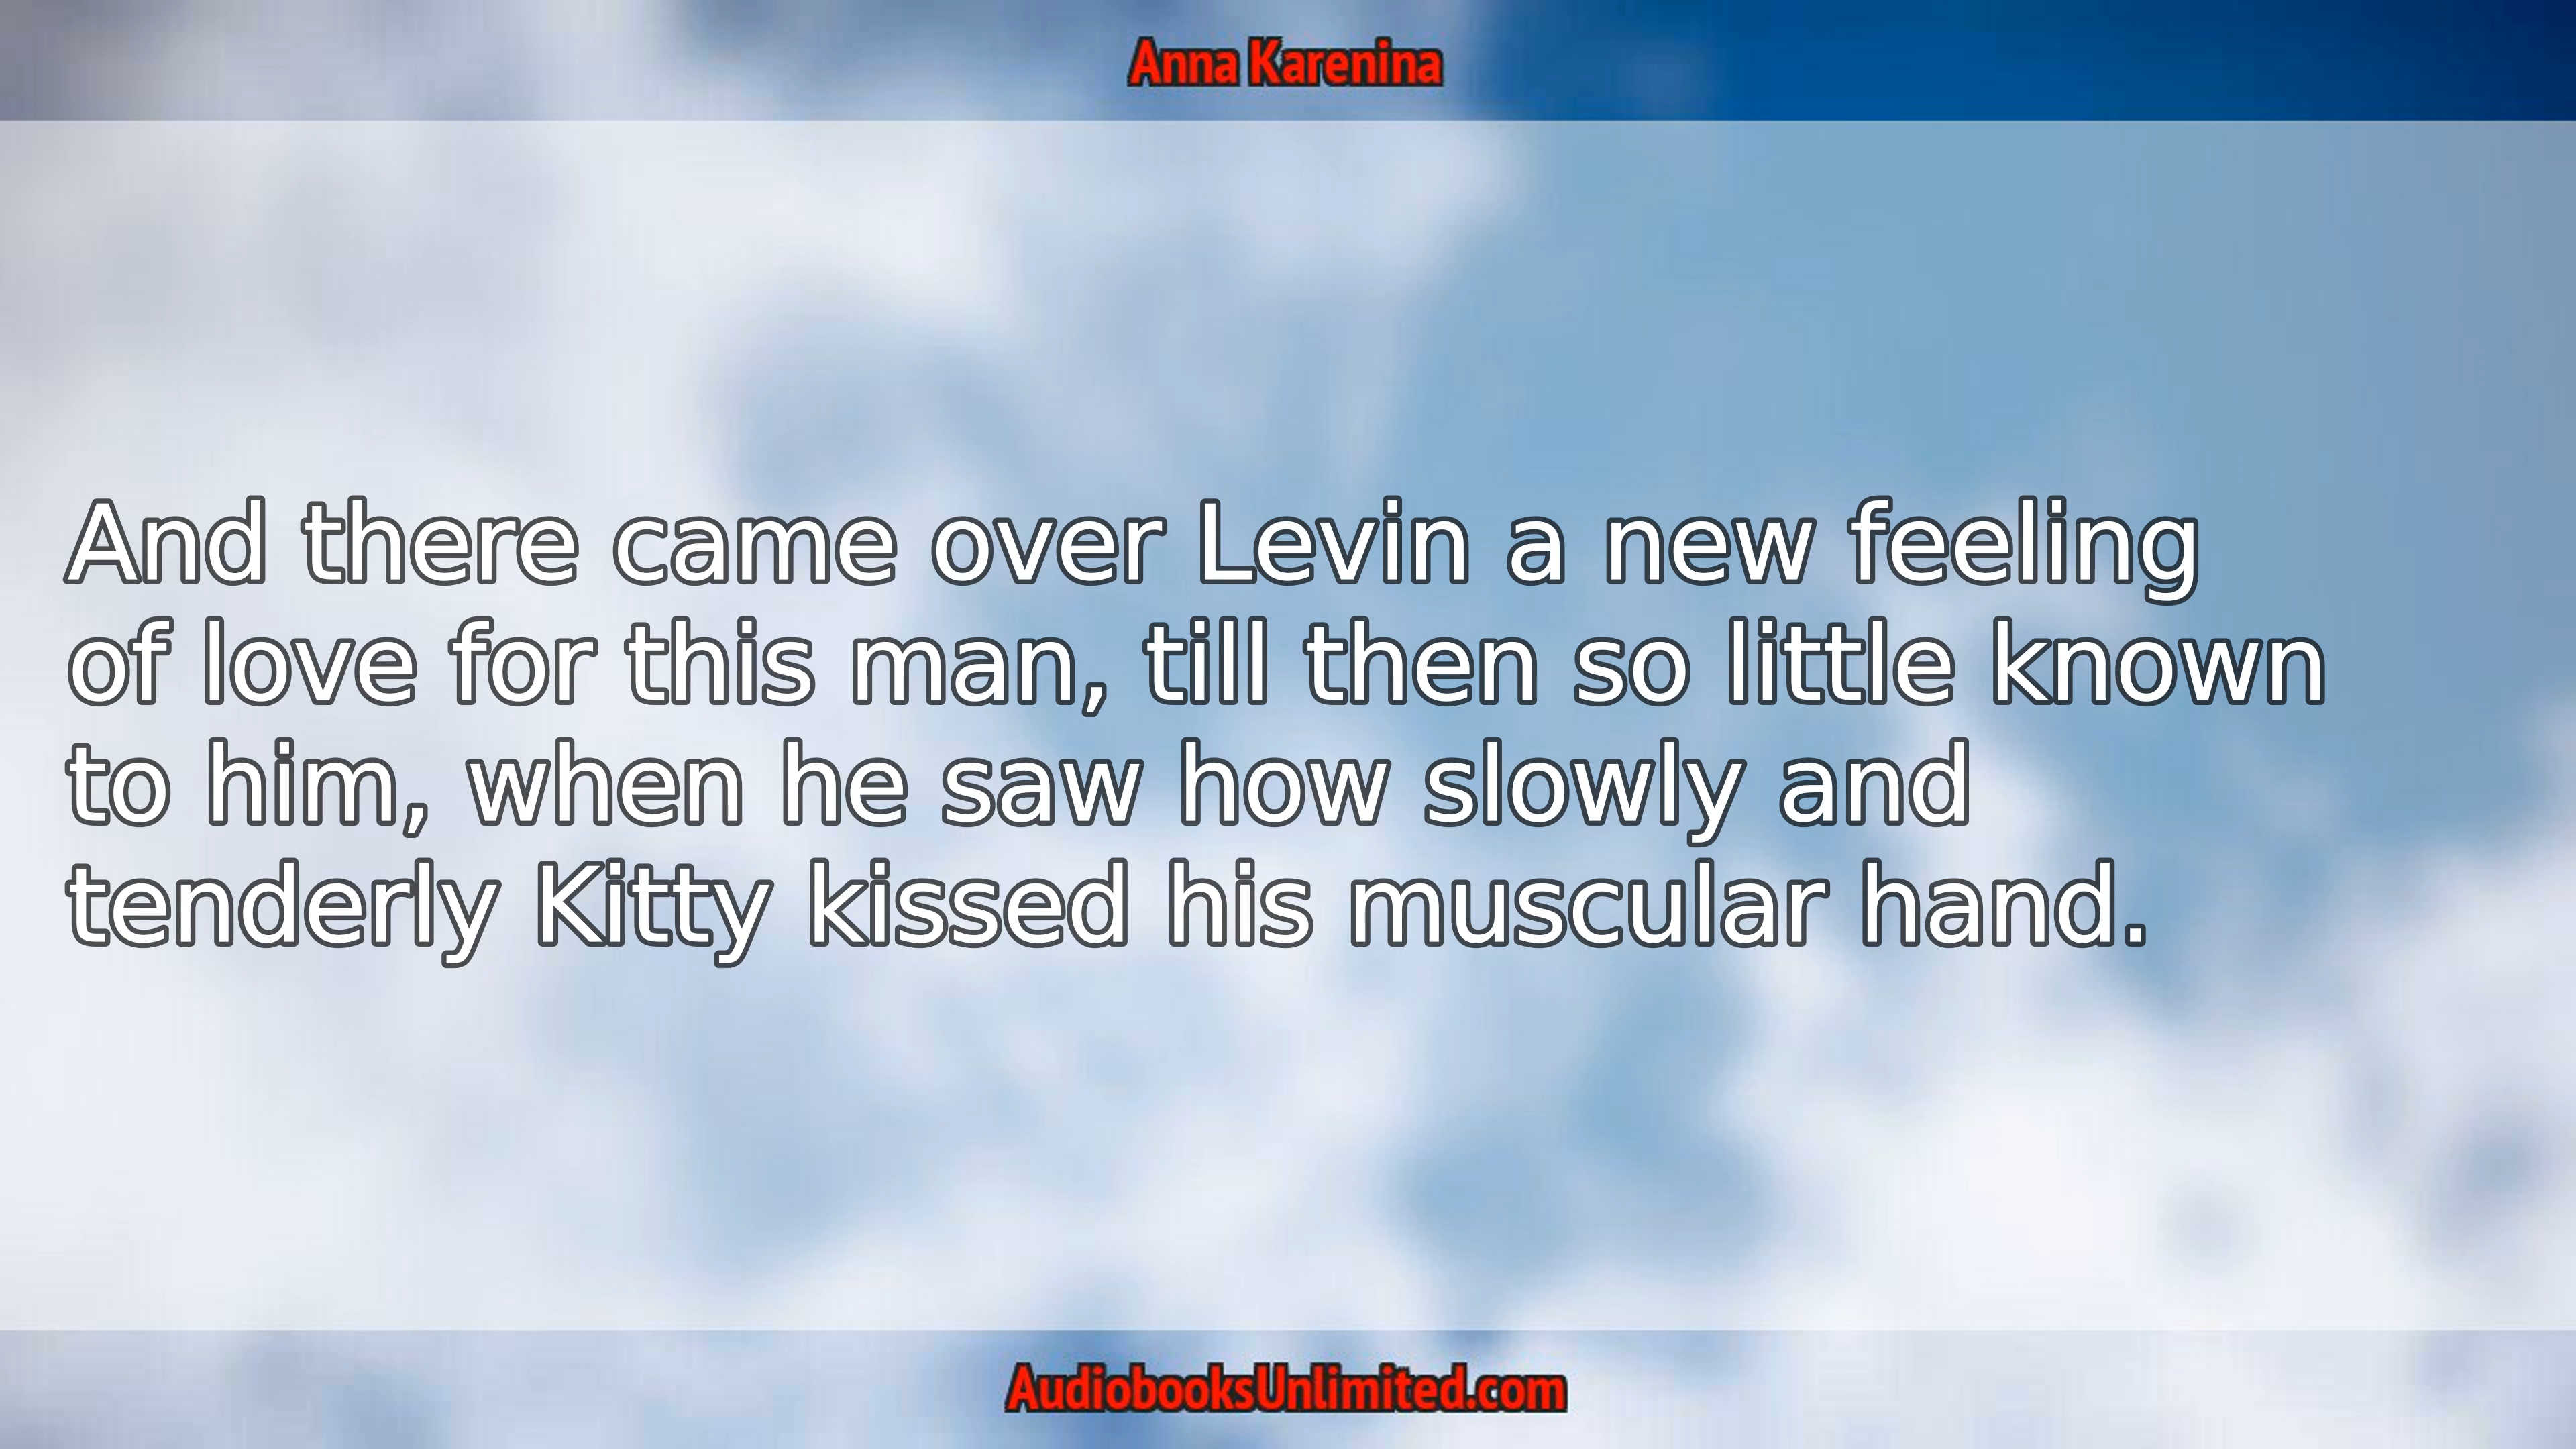 Anna Karenina
And there came over Levin a new feeling
of love for this man, till then so little known
to him, when he saw how slowly and
tenderly Kitty kissed his muscular hand.
AudiobooksUnlimited.com